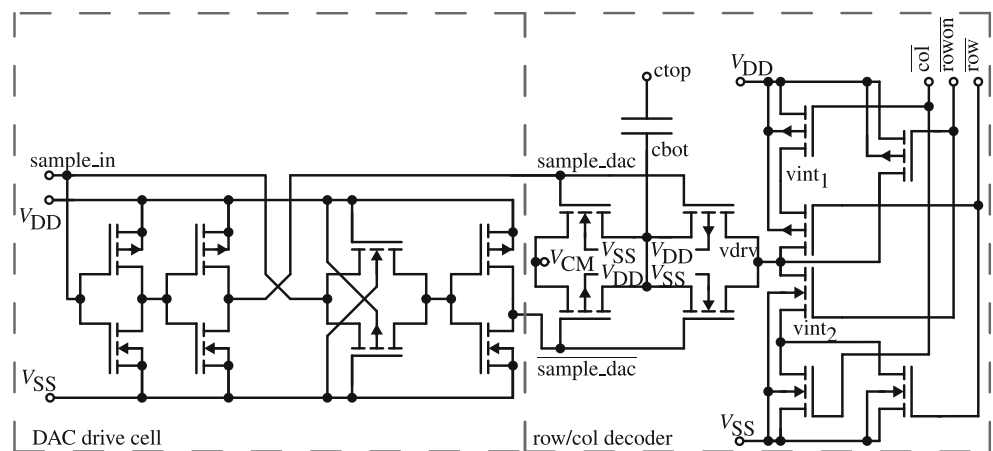 col
rowon
row
V_DD
ctop
cbot
sample_in
sample_dac
V_DD
vint_1
V_SS
V_DD
vdrv
V_CM
V_DD
V_SS
vint_2
sample_dac
V_SS
V_SS
DAC drive cell
row/col decoder